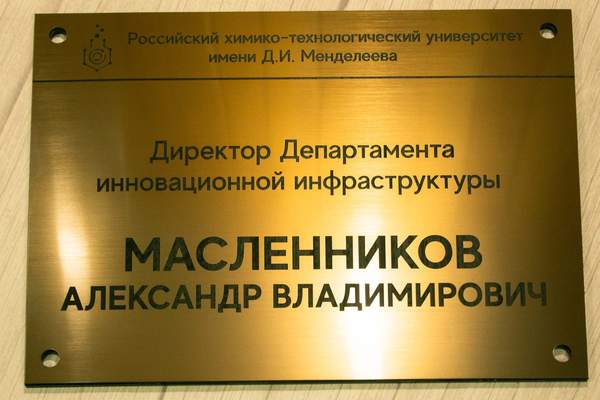 Российский химико-технологический университет
имени Д.И. Менделеева
Директор Департамента
инновационной инфраструктуры
МАСЛЕННИКОВ
АЛЕКСАНДР ВЛАДИМИРОВИЧ